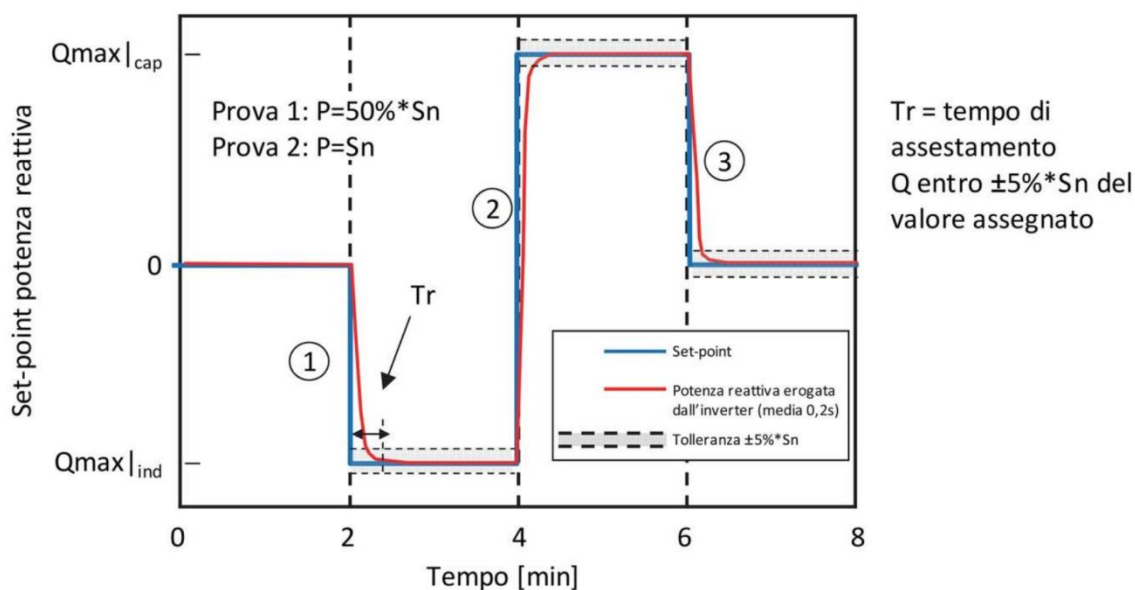 Set-point potenza reattiva
Qmax|cap
0
Qmax|ind
Prova 1: P=50%*Sn
Prova 2: P=Sn
1
2
3
Tr
Set-point
Potenza reattiva erogata
dall'inverter (media 0,2s)
Tolleranza ±5%*Sn
0
2
4
6
8
Tempo [min]
Tr = tempo di
assestamento
Q entro ±5%*Sn del
valore assegnato